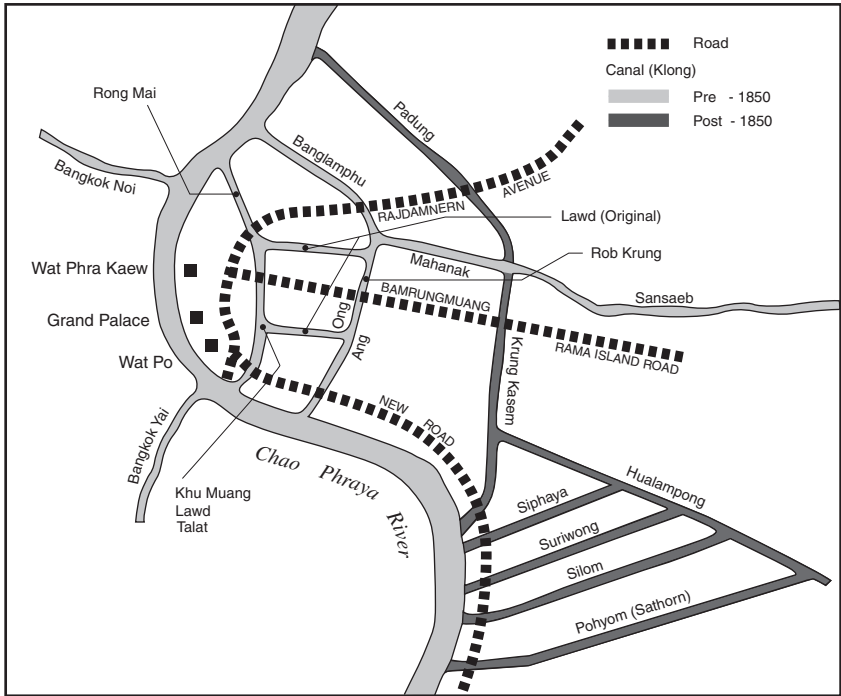 Road
Canal (Klong)
Pre - 1850
Post - 1850
Rong Mai
Padung
Banglamphu
Bangkok Noi
AVENUE
RAJDAMNERN
Lawd (Original)
Rob Krung
Wat Phra Kaew
Mahanak
BAMRUNGMUANG
Sansaeb
Grand Palace
Ong
Ang
RAMA ISLAND ROAD
Wat Po
Krung Kasem
NEW
ROAD
Bangkok Yai
Chao Phraya
River
Khu Muang
Lawd
Talat
Hualampong
Siphaya
Suriwong
Silom
Pohyom (Sathorn)